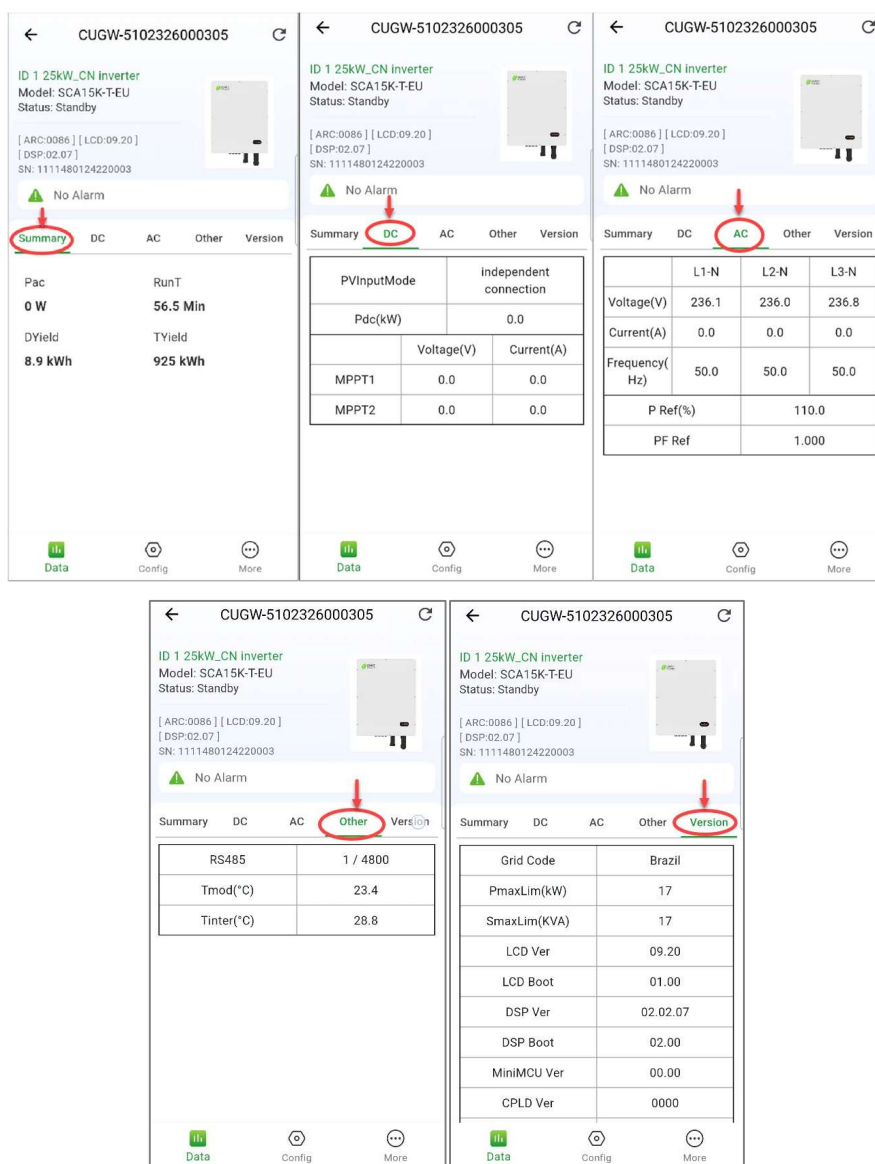 CUGW-5102326000305
ID 1 25kW_CN inverter
Model: SCA15K-T-EU
Status: Standby
[ ARC:0086 ] [ LCD:09.20 ]
[ DSP:02.07 ]
SN: 1111480124220003
No Alarm
Summary DC AC Other Version
Pac RunT
0 W 56.5 Min
DYield TYield
8.9 kWh 925 kWh
Data Config More
CUGW-5102326000305
ID 1 25kW_CN inverter
Model: SCA15K-T-EU
Status: Standby
[ ARC:0086 ] [ LCD:09.20 ]
[ DSP:02.07 ]
SN: 1111480124220003
No Alarm
Summary DC AC Other Version
PVInputMode independent
connection
Pdc(kW) 0.0
Voltage(V) Current(A)
MPPT1 0.0 0.0
MPPT2 0.0 0.0
Data Config More
CUGW-5102326000305
ID 1 25kW_CN inverter
Model: SCA15K-T-EU
Status: Standby
[ ARC:0086 ] [ LCD:09.20 ]
[ DSP:02.07 ]
SN: 1111480124220003
No Alarm
Summary DC AC Other Version
L1-N L2-N L3-N
Voltage(V) 236.1 236.0 236.8
Current(A) 0.0 0.0 0.0
Frequency(
Hz) 50.0 50.0 50.0
P Ref(%) 110.0
PF Ref 1.000
Data Config More
CUGW-5102326000305
ID 1 25kW_CN inverter
Model: SCA15K-T-EU
Status: Standby
[ ARC:0086 ] [ LCD:09.20 ]
[ DSP:02.07 ]
SN: 1111480124220003
No Alarm
Summary DC AC Other Version
RS485 1 / 4800
Tmod(°C) 23.4
Tinter(°C) 28.8
Data Config More
CUGW-5102326000305
ID 1 25kW_CN inverter
Model: SCA15K-T-EU
Status: Standby
[ ARC:0086 ] [ LCD:09.20 ]
[ DSP:02.07 ]
SN: 1111480124220003
No Alarm
Summary DC AC Other Version
Grid Code Brazil
PmaxLim(kW) 17
SmaxLim(KVA) 17
LCD Ver 09.20
LCD Boot 01.00
DSP Ver 02.02.07
DSP Boot 02.00
MiniMCU Ver 00.00
CPLD Ver 0000
Data Config More